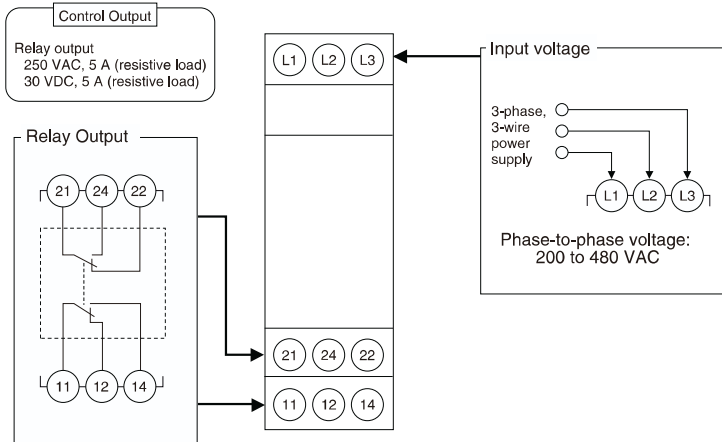 Control Output
Relay output
250 VAC, 5 A (resistive load)
30 VDC, 5 A (resistive load)
L1 L2 L3
Input voltage
3-phase,
3-wire
power
supply
L1 L2 L3
Phase-to-phase voltage:
200 to 480 VAC
Relay Output
21 24 22
11 12 14
21 24 22
11 12 14